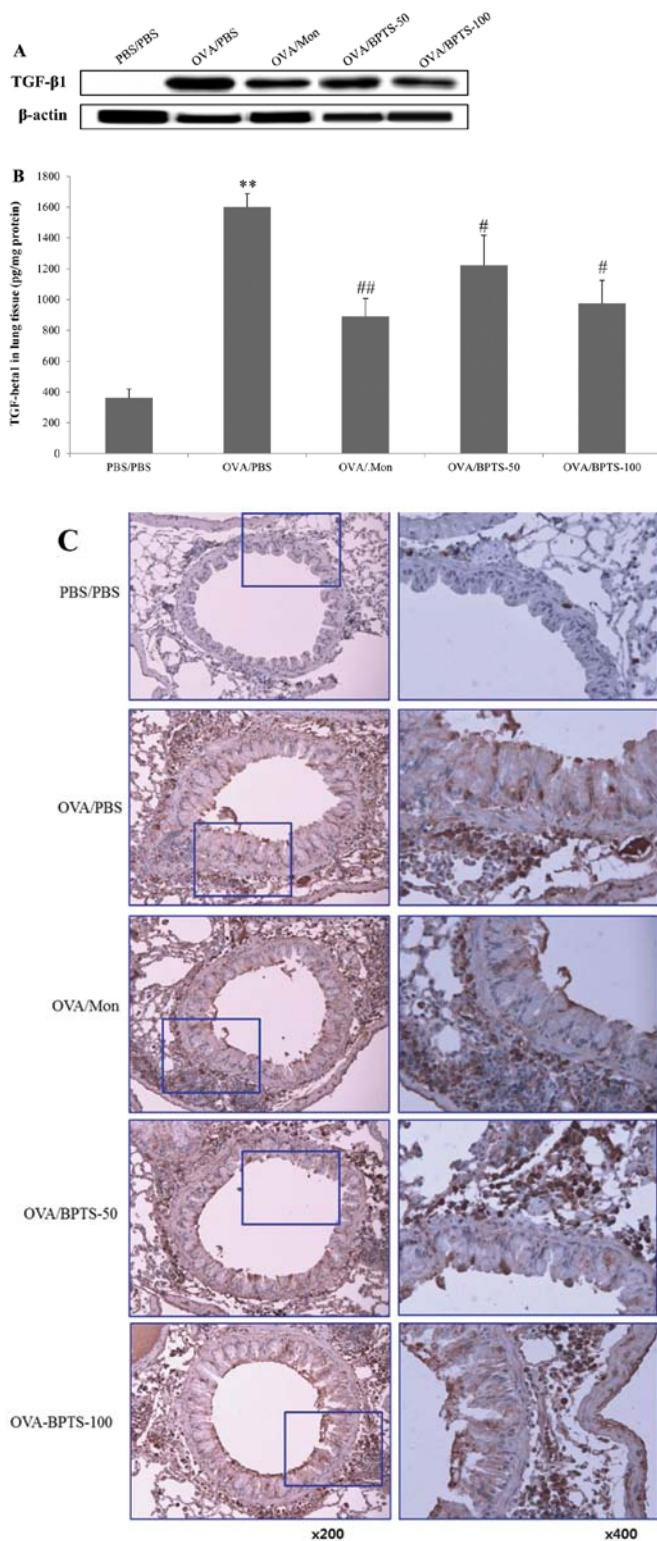 A
PBS/PBS OVA/PBS OVA/Mon OVA/BPTS-50 OVA/BPTS-100
TGF-β1
β-actin
B
TGF-beta1 in lung tissue (pg/mg protein)
1800
1600
1400
1200
1000
800
600
400
200
0
** ## # #
PBS/PBS OVA/PBS OVA/.Mon OVA/BPTS-50 OVA/BPTS-100
C
PBS/PBS
OVA/PBS
OVA/Mon
OVA/BPTS-50
OVA-BPTS-100
x200 x400